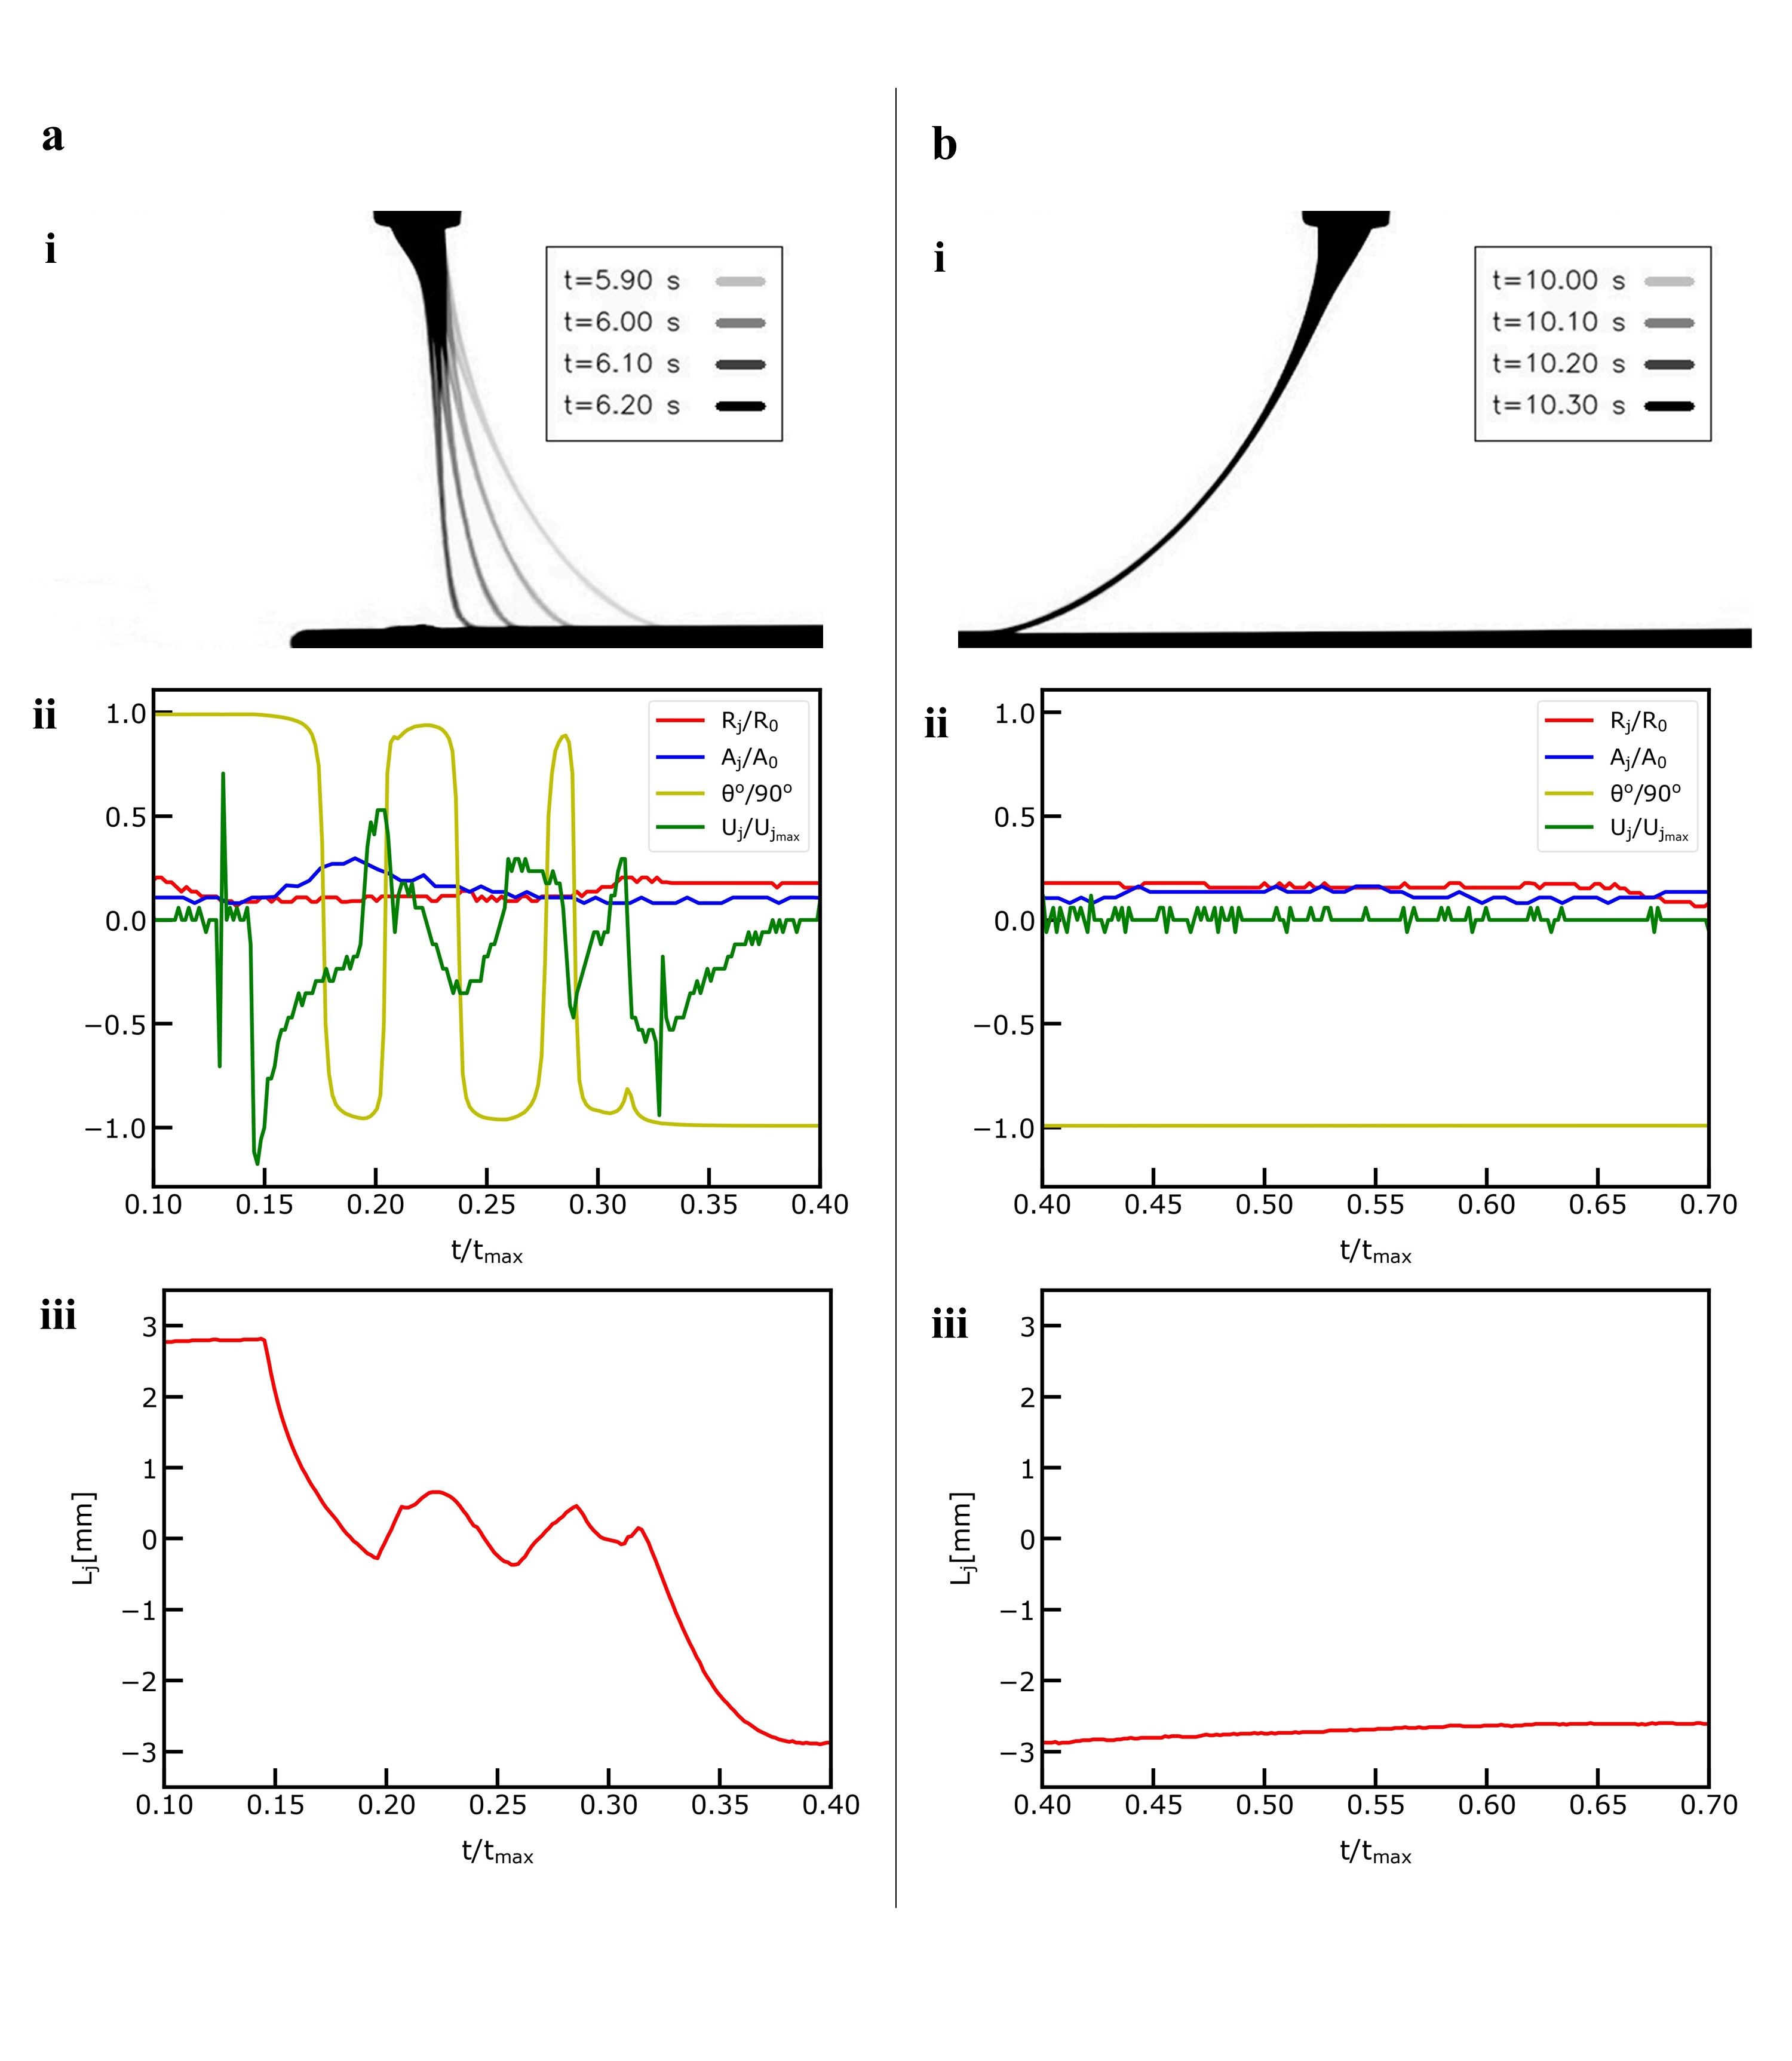 a
i
t=5.90 s
t=6.00 s
t=6.10 s
t=6.20 s
ii
1.0
0.5
0.0
−0.5
−1.0
Rj/R0
Aj/A0
θº/90º
Uj/Ujmax
0.10 0.15 0.20 0.25 0.30 0.35 0.40
t/tmax
iii
3
2
1
0
−1
−2
−3
Lj[mm]
0.10 0.15 0.20 0.25 0.30 0.35 0.40
t/tmax
b
i
t=10.00 s
t=10.10 s
t=10.20 s
t=10.30 s
ii
1.0
0.5
0.0
−0.5
−1.0
Rj/R0
Aj/A0
θº/90º
Uj/Ujmax
0.40 0.45 0.50 0.55 0.60 0.65 0.70
t/tmax
iii
3
2
1
0
−1
−2
−3
Lj[mm]
0.40 0.45 0.50 0.55 0.60 0.65 0.70
t/tmax